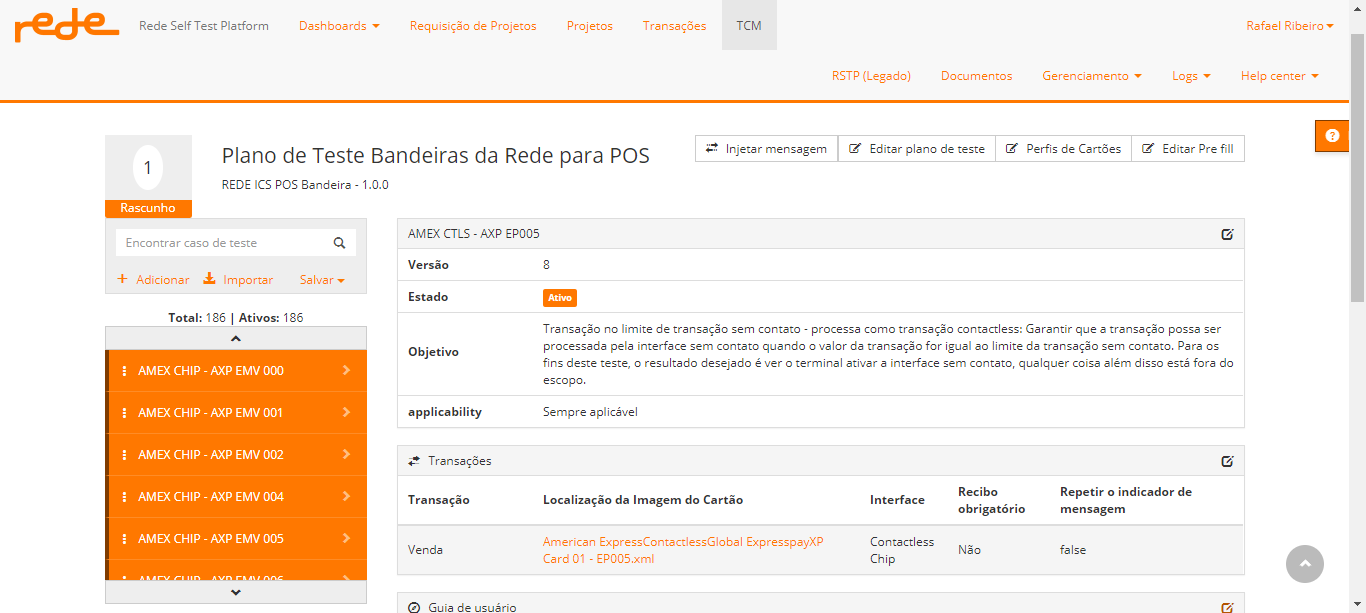 rede Rede Self Test Platform Dashboards Requisição de Projetos Projetos Transações TCM Rafael Ribeiro
RSTP (Legado) Documentos Gerenciamento Logs Help center
1
Rascunho
Plano de Teste Bandeiras da Rede para POS
REDE ICS POS Bandeira - 1.0.0
Injetar mensagem Editar plano de teste Perfis de Cartões Editar Pre fill
Encontrar caso de teste
+ Adicionar Importar Salvar
Total: 186 | Ativos: 186
AMEX CHIP - AXP EMV 000
AMEX CHIP - AXP EMV 001
AMEX CHIP - AXP EMV 002
AMEX CHIP - AXP EMV 004
AMEX CHIP - AXP EMV 005
AMEX CHIP - AXP EMV 006
AMEX CTLS - AXP EP005
Versão 8
Estado Ativo
Objetivo
Transação no limite de transação sem contato - processa como transação contactless: Garantir que a transação possa ser
processada pela interface sem contato quando o valor da transação for igual ao limite da transação sem contato. Para os
fins deste teste, o resultado desejado é ver o terminal ativar a interface sem contato, qualquer coisa além disso está fora do
escopo.
applicability Sempre aplicável
Transações
Transação Localização da Imagem do Cartão Interface Recibo obrigatório Repetir o indicador de mensagem
Venda
American ExpressContactlessGlobal ExpresspayXP
Card 01 - EP005.xml
Contactless
Chip
Não
false
Guia de usuário